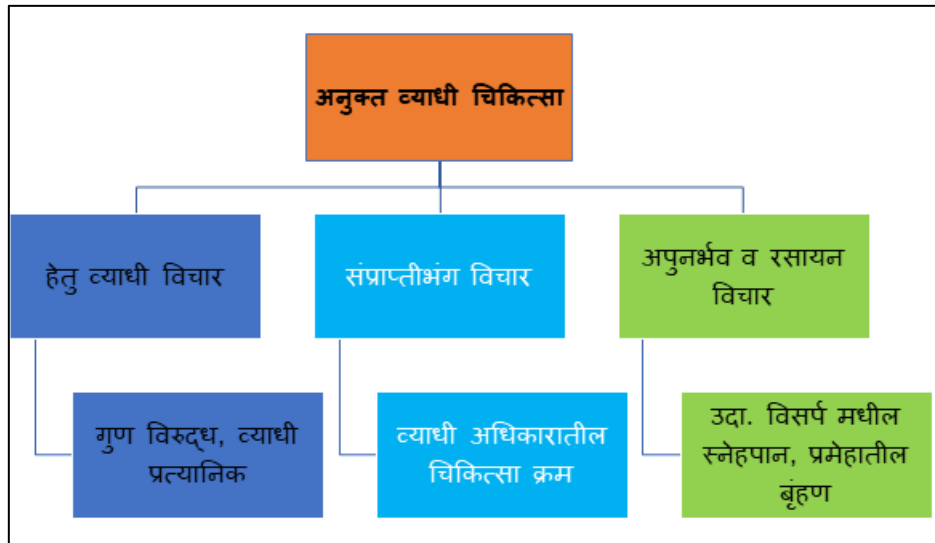 अनुक्त व्याधी चिकित्सा
हेतु व्याधी विचार
संप्राप्तीभंग विचार
अपुनर्भव व रसायन
विचार
गुण विरुद्ध, व्याधी
प्रत्यानिक
व्याधी अधिकारातील
चिकित्सा क्रम
उदा. विसर्प मधील
स्नेहपान, प्रमेहातील
बृंहण